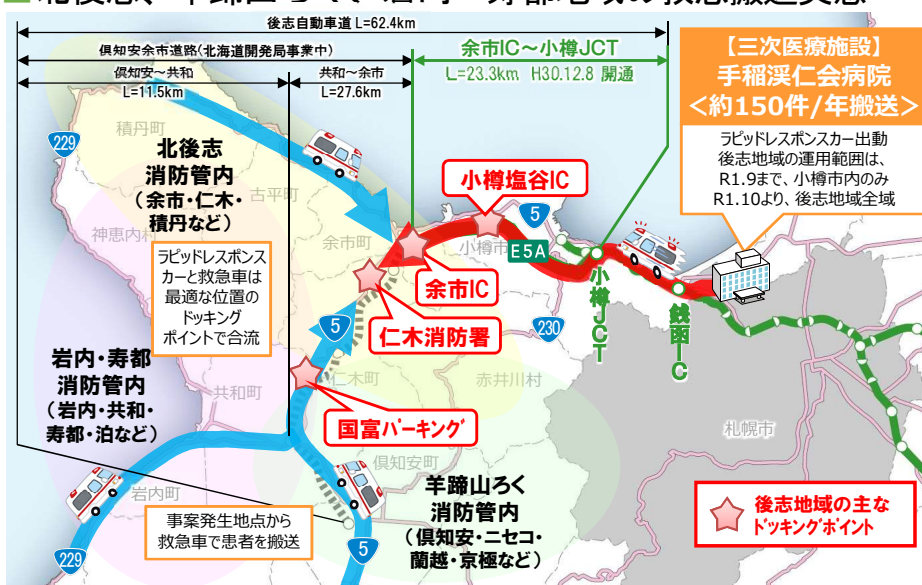 後志自動車道 L=62.4km
倶知安余市道路(北海道開発局事業中)
倶知安～共和
L=11.5km
共和～余市
L=27.6km
余市IC～小樽JCT
L=23.3km H30.12.8 開通
【三次医療施設】
手稲渓仁会病院
＜約150件/年搬送＞
ラピッドレスポンスカー出動
後志地域の運用範囲は、
R1.9まで、小樽市内のみ
R1.10より、後志地域全域
229
積丹町
北後志
消防管内
（余市・仁木・
積丹など）
古平町
神恵内村
余市町
小樽塩谷IC
5
小樽市
E5A
余市IC
小樽JCT
銭函IC
ラピッドレスポンス
カーと救急車は
最適な位置の
ドッキング
ポイントで合流
仁木消防署
5
230
岩内・寿都
消防管内
（岩内・共和・
寿都・泊など）
共和町
仁木町
赤井川村
国富パーキング
札幌市
倶知安町
岩内町
羊蹄山ろく
消防管内
（倶知安・ニセコ・
蘭越・京極など）
事案発生地点から
救急車で患者を搬送
229
5
後志地域の主な
ドッキングポイント